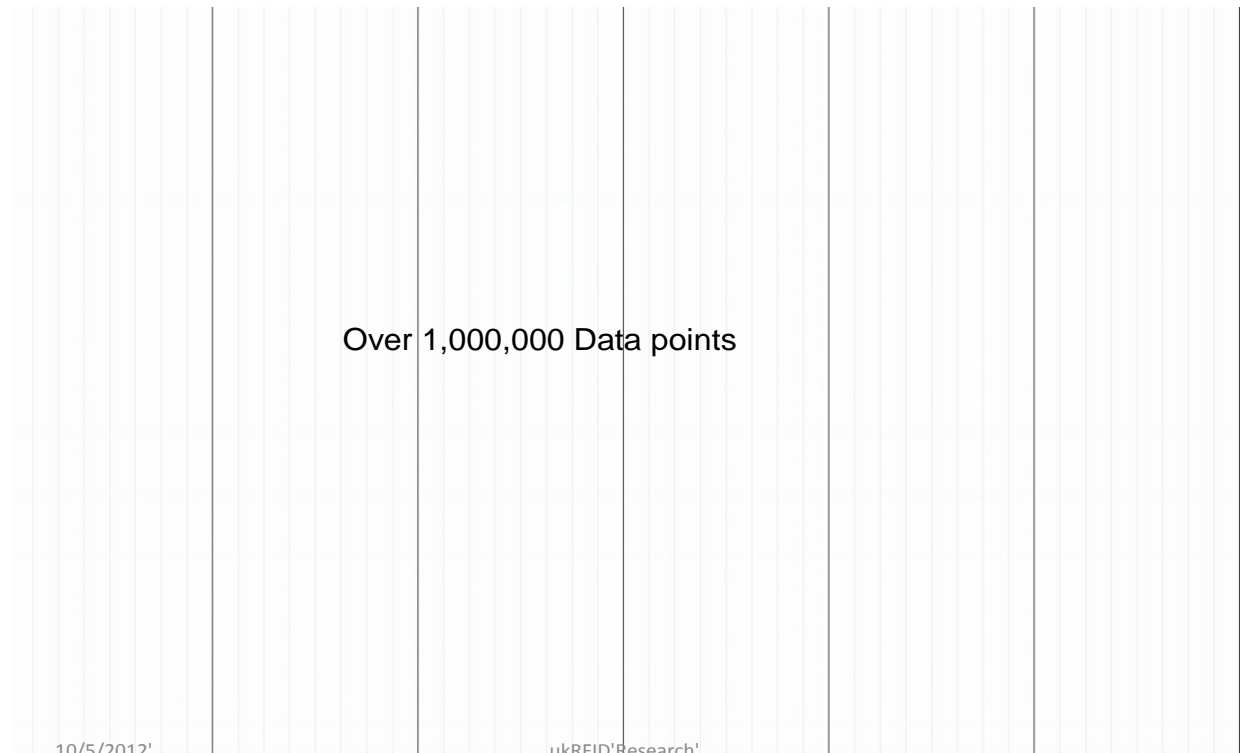 Over 1,000,000 Data points
10/5/2012' ukRFID'Research'